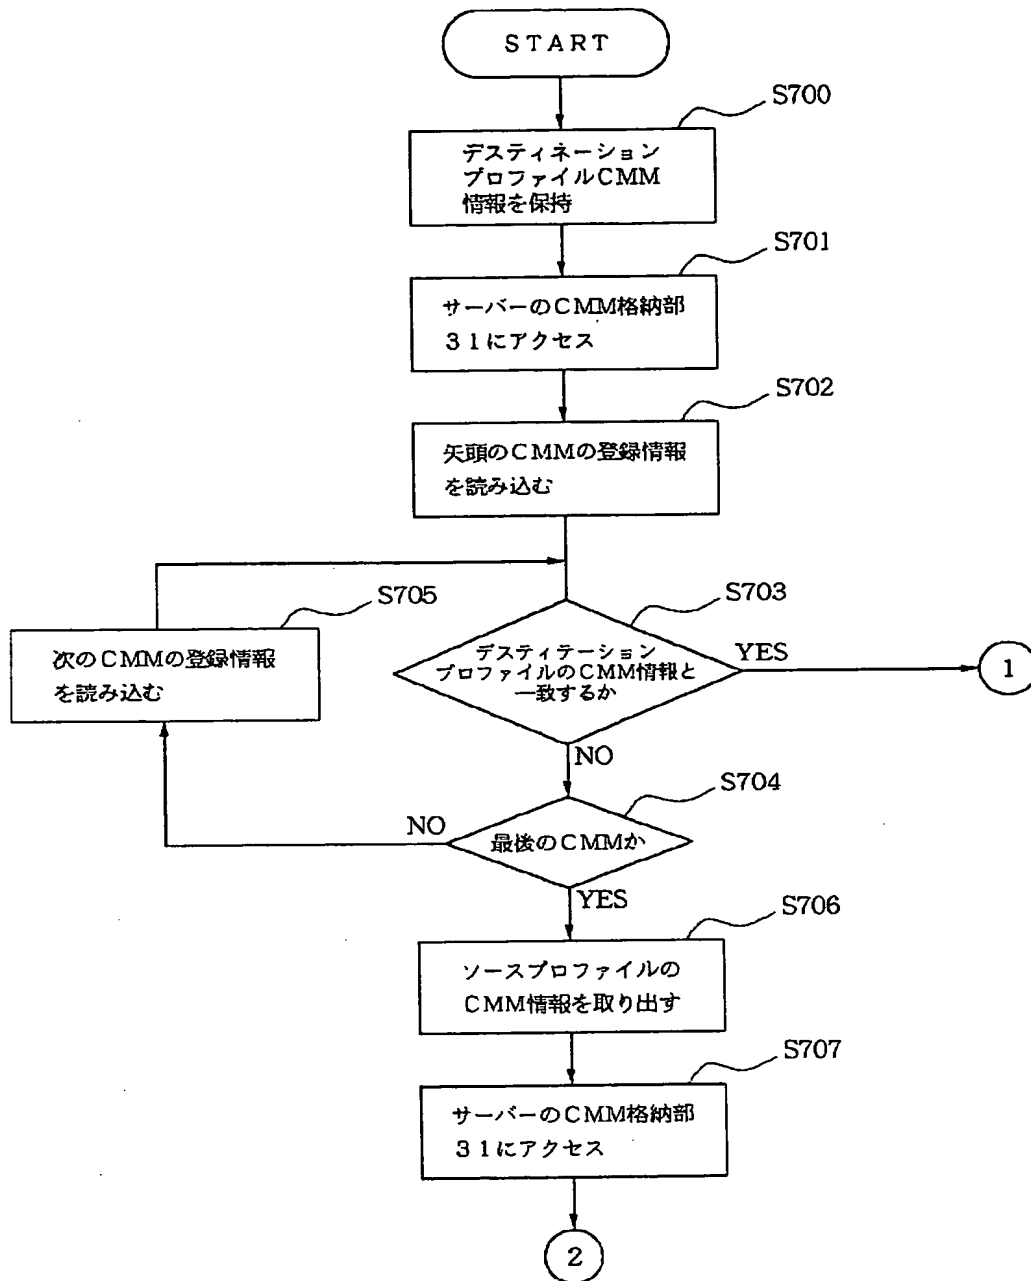 START
S700
デスティネーション
プロファイルCMM
情報を保持
S701
サーバーのCMM格納部
31にアクセス
S702
矢頭のCMMの登録情報
を読み込む
S705
次のCMMの登録情報
を読み込む
S703
デスティテーション
プロファイルのCMM情報と
一致するか
YES
1
NO
S704
最後のCMMか
NO
YES
S706
ソースプロファイルの
CMM情報を取り出す
S707
サーバーのCMM格納部
31にアクセス
2